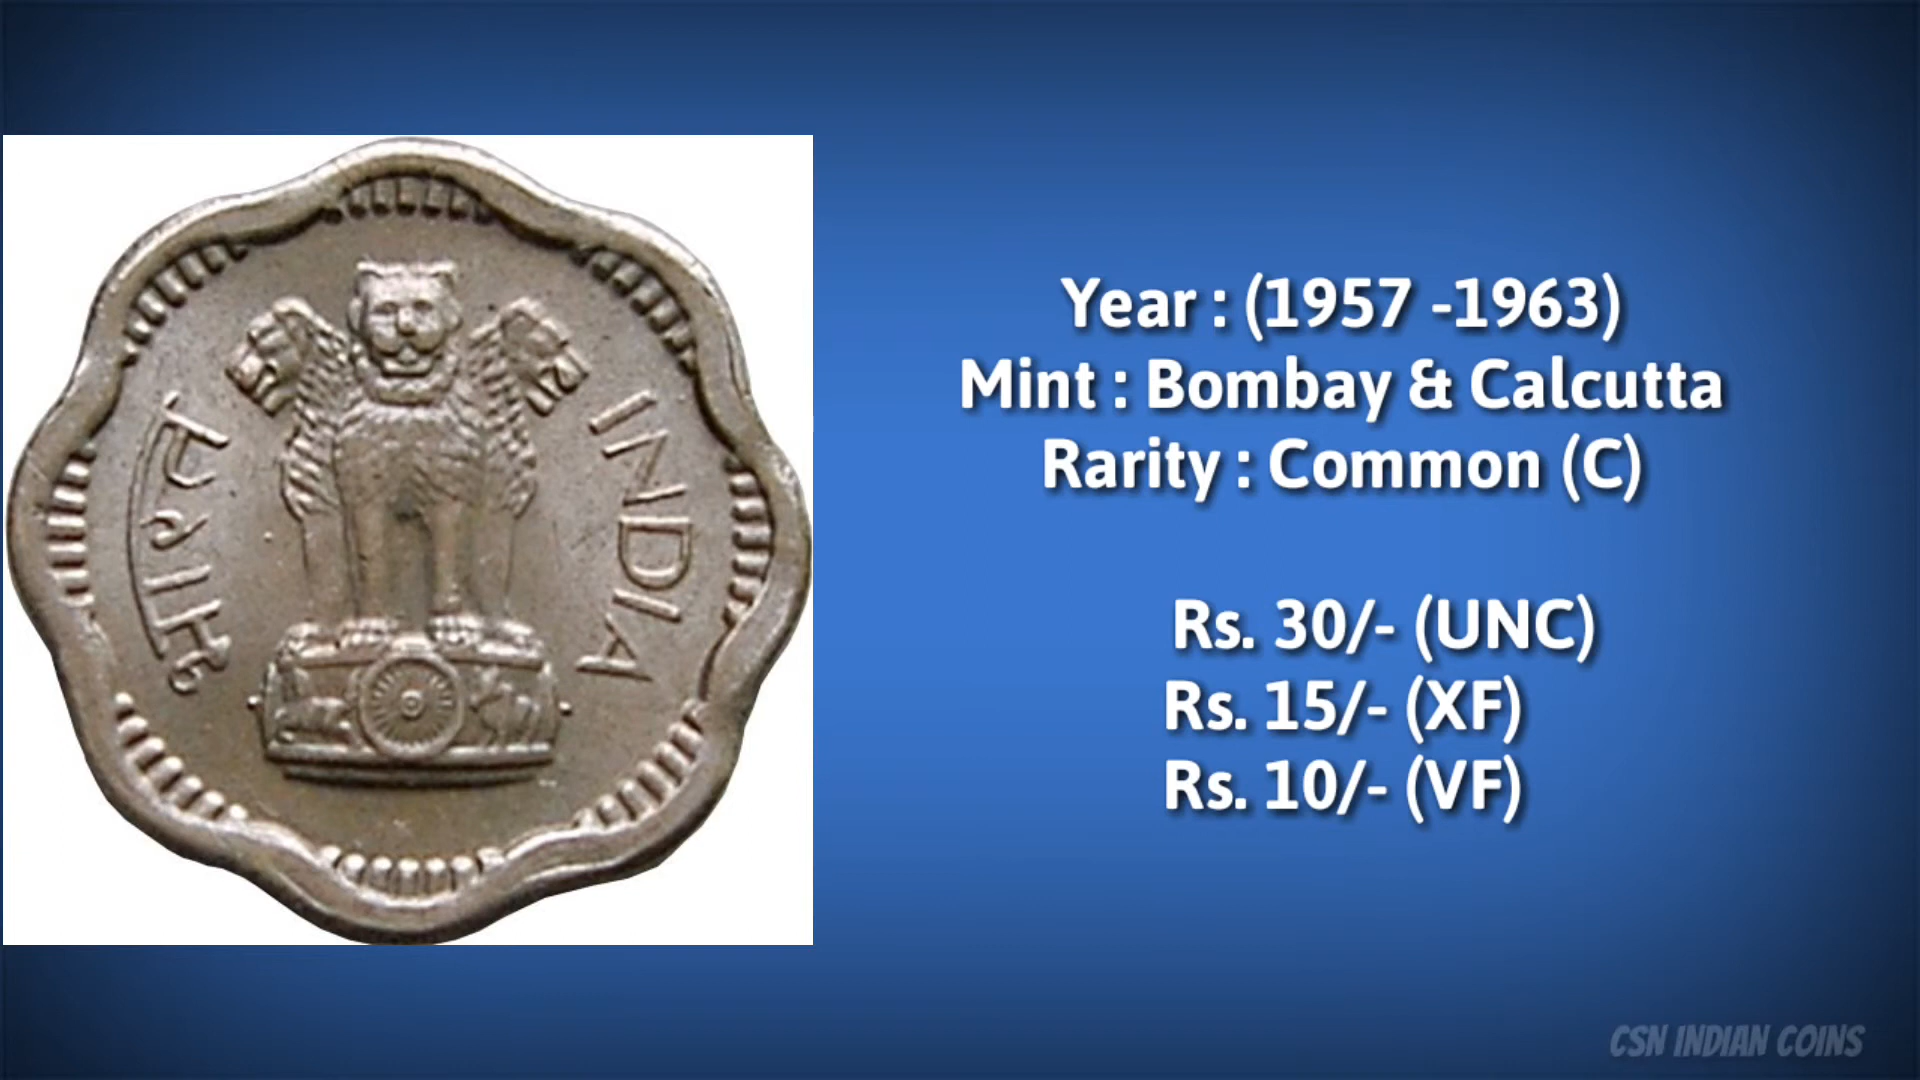 भारत
INDIA
Year : (1957 -1963)
Mint : Bombay & Calcutta
Rarity : Common (C)
Rs. 30/- (UNC)
Rs. 15/- (XF)
Rs. 10/- (VF)
CSN INDIAN COINS